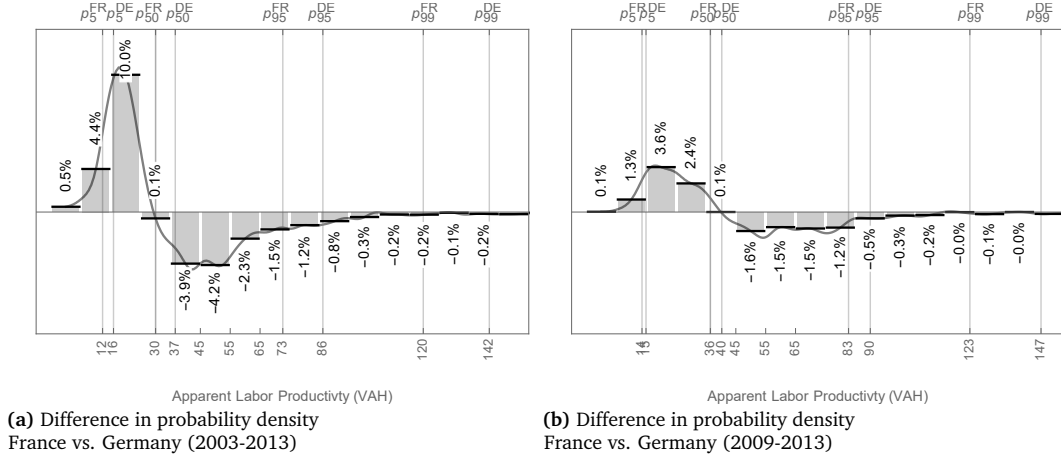 p5FR p5DE p50FR p50DE p95FR p95DE p99FR p99DE
0.5% 4.4% 10.0% 0.1% −3.9% −4.2% −2.3% −1.5% −1.2% −0.8% −0.3% −0.2% −0.2% −0.1% −0.2%
12 16 30 37 45 55 65 73 86 120 142
Apparent Labor Productivity (VAH)
(a) Difference in probability density
France vs. Germany (2003-2013)
p5FR p5DE p50FR p50DE p95FR p95DE p99FR p99DE
0.1% 1.3% 3.6% 2.4% 0.1% −1.6% −1.5% −1.5% −1.2% −0.5% −0.3% −0.2% −0.0% −0.1% −0.0%
14 15 36 40 45 55 65 83 90 123 147
Apparent Labor Productivity (VAH)
(b) Difference in probability density
France vs. Germany (2009-2013)